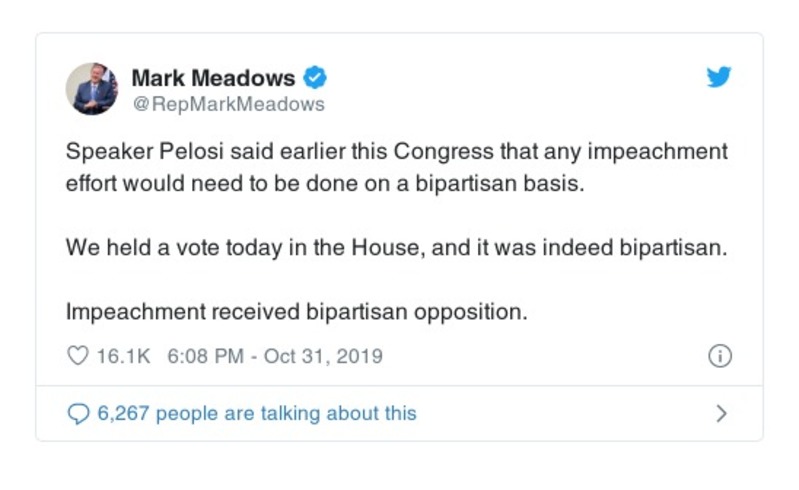 Mark Meadows
@RepMarkMeadows
Speaker Pelosi said earlier this Congress that any impeachment
effort would need to be done on a bipartisan basis.
We held a vote today in the House, and it was indeed bipartisan.
Impeachment received bipartisan opposition.
16.1K 6:08 PM - Oct 31, 2019
6,267 people are talking about this